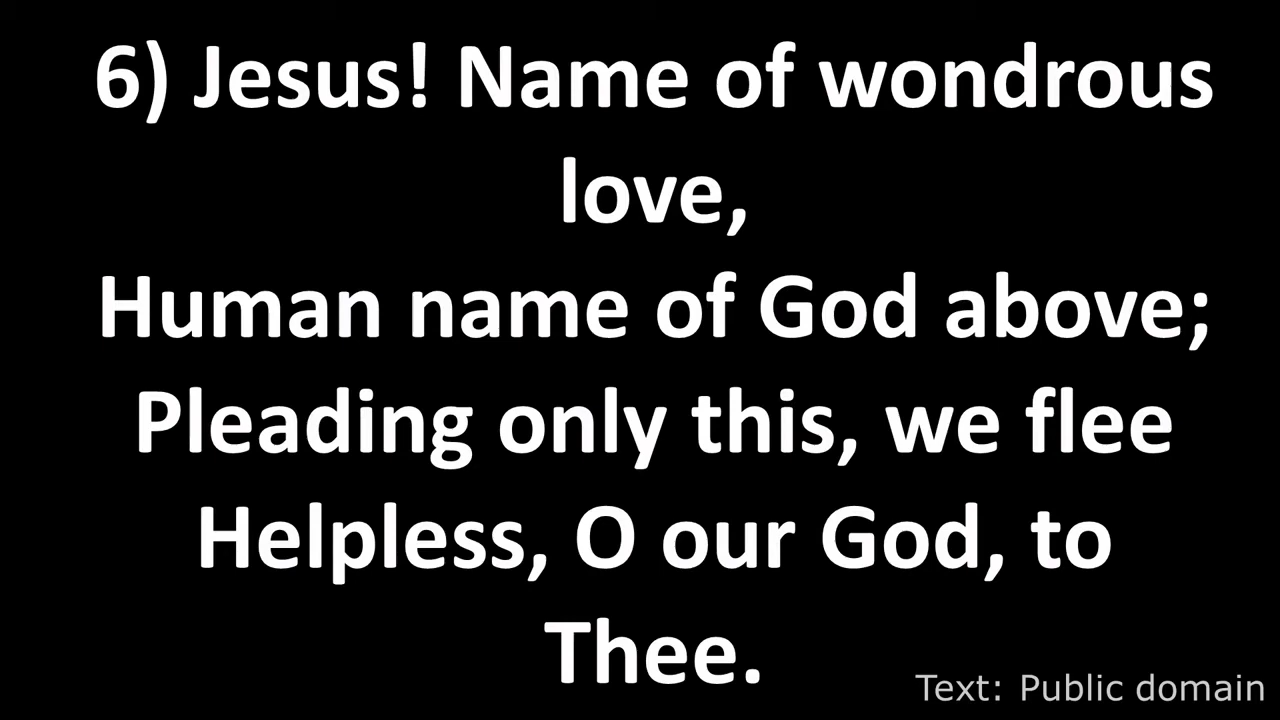 6) Jesus! Name of wondrous
love,
Human name of God above;
Pleading only this, we flee
Helpless, O our God, to
Thee.
Text: Public domain